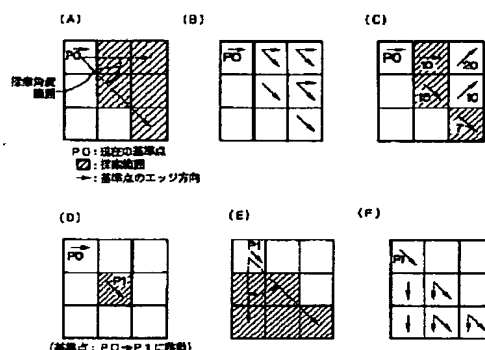 (A)
(B)
(C)
P0
P0
P0
10
20
探索角度
範囲
10
10
7
P0:現在の基準点
:探索範囲
:基準点のエッジ方向
(D)
(E)
(F)
P0
P1
P1
P1
(基準点:P0→P1に移動)